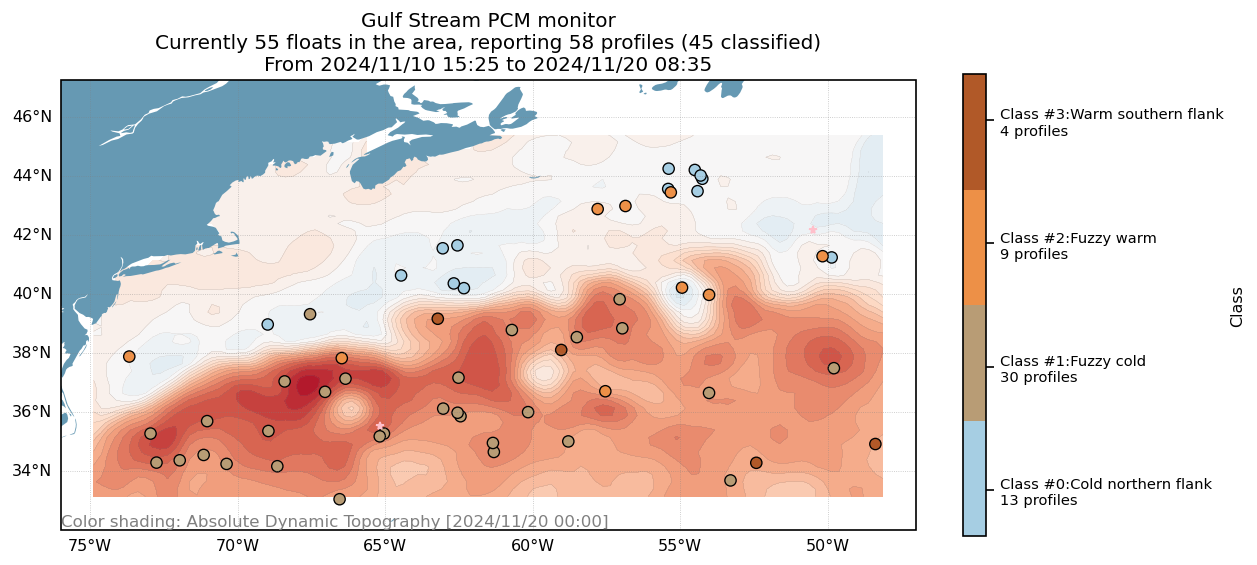 Gulf Stream PCM monitor
Currently 55 floats in the area, reporting 58 profiles (45 classified)
From 2024/11/10 15:25 to 2024/11/20 08:35
46°N
44°N
42°N
40°N
38°N
36°N
34°N
Color shading: Absolute Dynamic Topography [2024/11/20 00:00]
75°W
70°W
65°W
60°W
55°W
50°W
Class #3:Warm southern flank
4 profiles
Class #2:Fuzzy warm
9 profiles
Class #1:Fuzzy cold
30 profiles
Class #0:Cold northern flank
13 profiles
Class